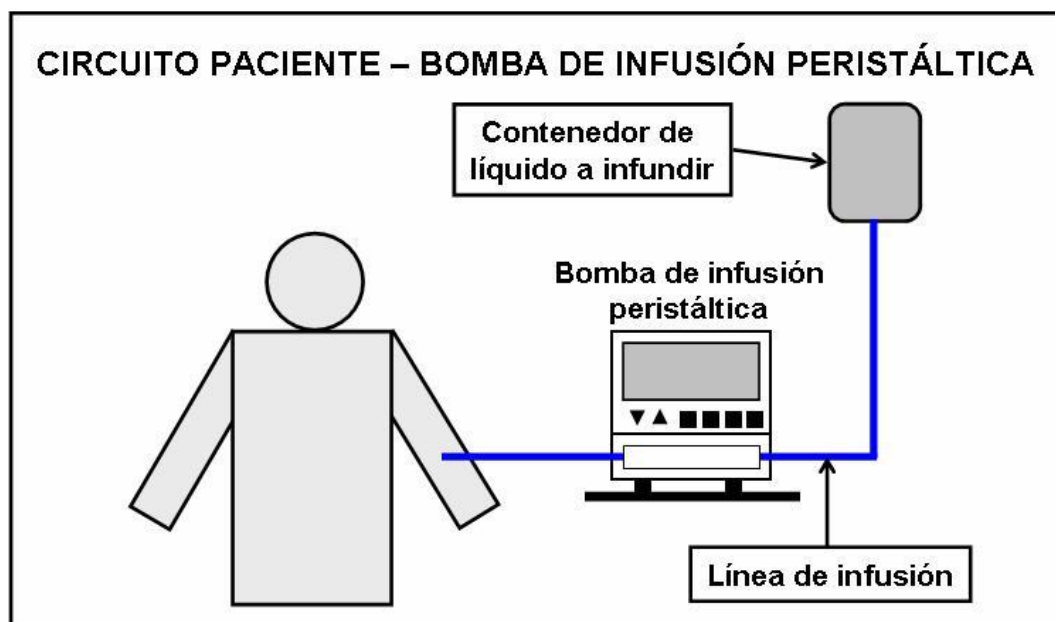 CIRCUITO PACIENTE – BOMBA DE INFUSIÓN PERISTÁLTICA
Contenedor de
líquido a infundir
Bomba de infusión
peristáltica
Línea de infusión